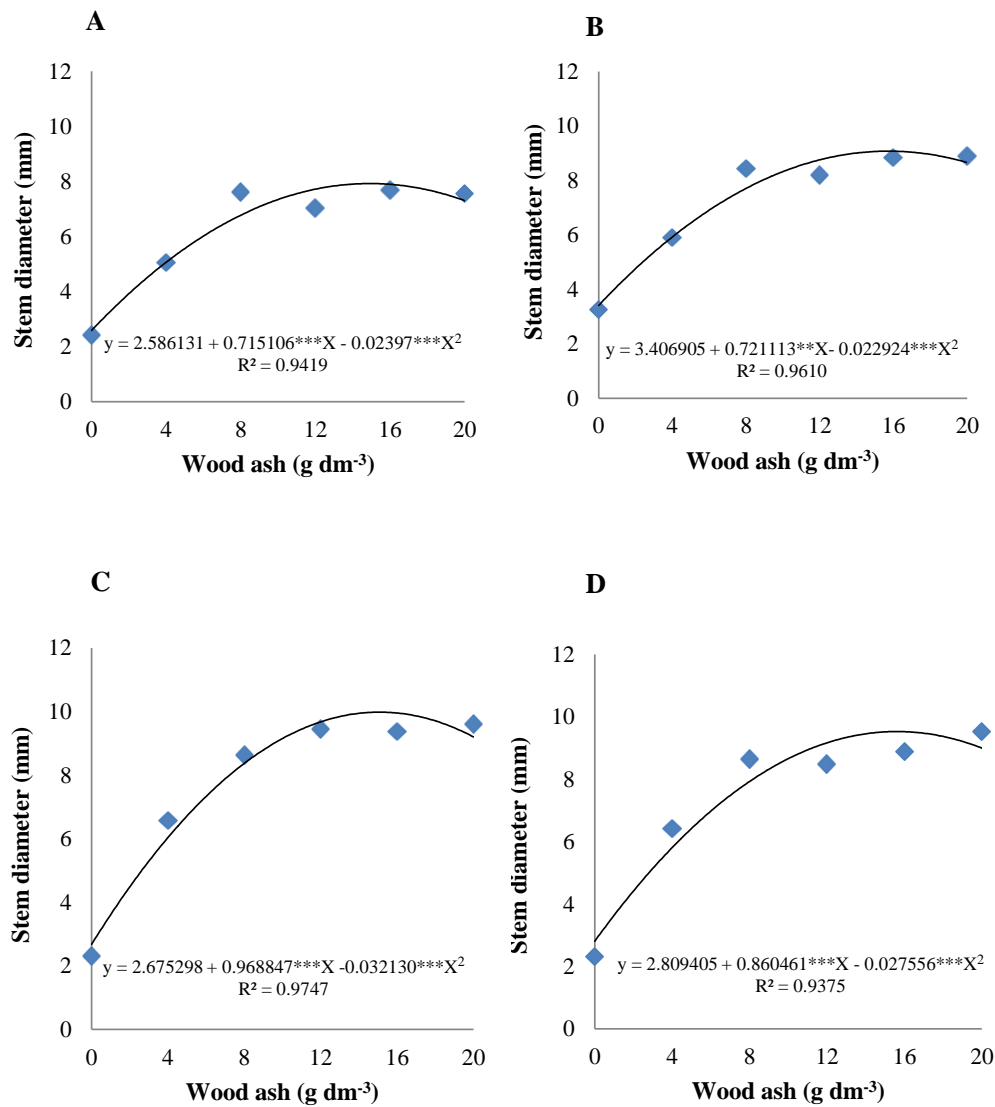 A
12
10
8
6
4
2
0
Stem diameter (mm)
y = 2.586131 + 0.715106***X - 0.02397***X²
R² = 0.9419
0 4 8 12 16 20
Wood ash (g dm⁻³)
B
12
10
8
6
4
2
0
Stem diameter (mm)
y = 3.406905 + 0.721113**X- 0.022924***X²
R² = 0.9610
0 4 8 12 16 20
Wood ash (g dm⁻³)
C
12
10
8
6
4
2
0
Stem diameter (mm)
y = 2.675298 + 0.968847***X -0.032130***X²
R² = 0.9747
0 4 8 12 16 20
Wood ash (g dm⁻³)
D
12
10
8
6
4
2
0
Stem diameter (mm)
y = 2.809405 + 0.860461***X - 0.027556***X²
R² = 0.9375
0 4 8 12 16 20
Wood ash (g dm⁻³)